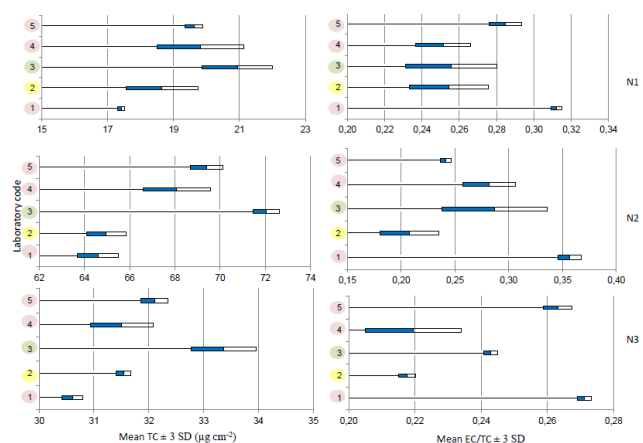 5
4
3
2
1
15 17 19 21 23
5
4
3
2
1
0,20 0,22 0,24 0,26 0,28 0,30 0,32 0,34
N1
Laboratory code
5
4
3
2
1
62 64 66 68 70 72 74
5
4
3
2
1
0,15 0,20 0,25 0,30 0,35 0,40
N2
5
4
3
2
1
30 31 32 33 34 35
5
4
3
2
1
0,20 0,22 0,24 0,26 0,28
N3
Mean TC ± 3 SD (µg cm⁻²)
Mean EC/TC ± 3 SD